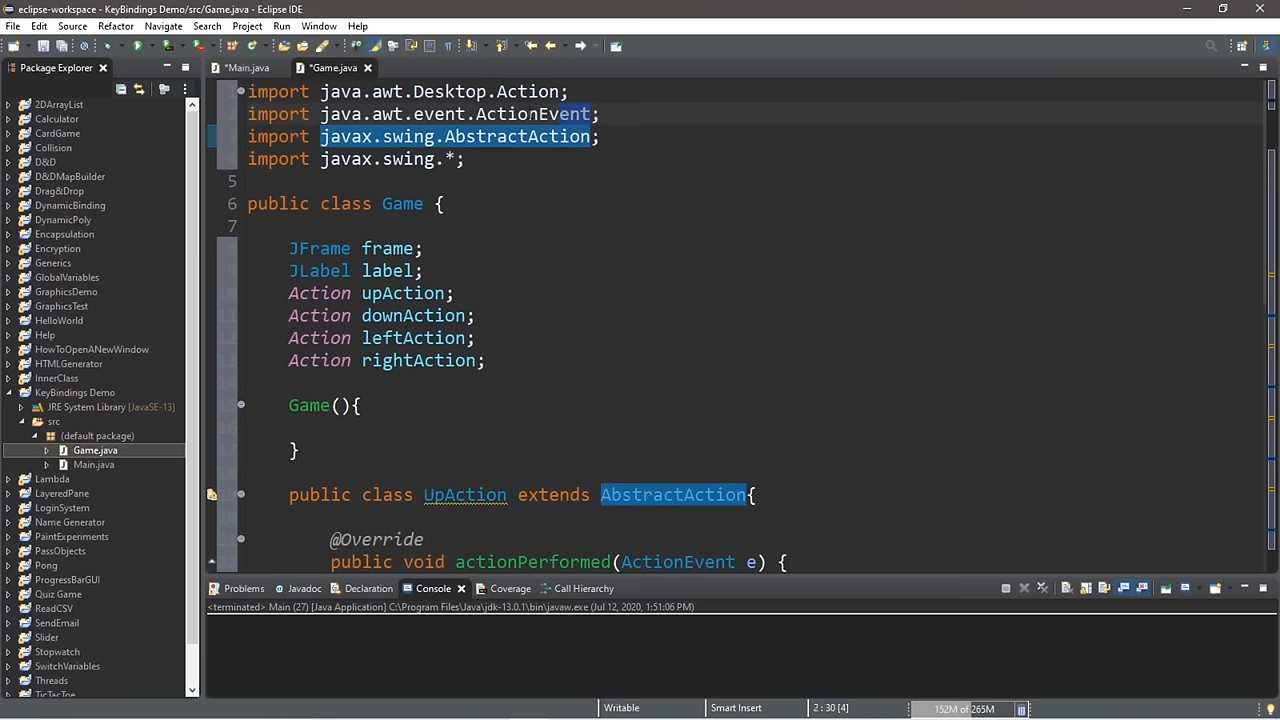 eclipse-workspace - KeyBindings Demo/src/Game.java - Eclipse IDE
File Edit Source Refactor Navigate Search Project Run Window Help
Package Explorer
*Main.java
*Game.java
2DArrayList
Calculator
CardGame
Collision
D&D
D&DMapBuilder
Drag&Drop
DynamicBinding
DynamicPoly
Encapsulation
Encryption
Generics
GlobalVariables
GraphicsDemo
GraphicsTest
HelloWorld
Help
HowToOpenANewWindow
HTMLGenerator
InnerClass
KeyBindings Demo
JRE System Library [JavaSE-13]
src
(default package)
Game.java
Main.java
Lambda
LayeredPane
LoginSystem
Name Generator
PaintExperiments
PassObjects
Pong
ProgressBarGUI
Quiz Game
ReadCSV
SendEmail
Slider
Stopwatch
SwitchVariables
Threads
TicTacToe
import java.awt.Desktop.Action;
import java.awt.event.ActionEvent;
import javax.swing.AbstractAction;
import javax.swing.*;
5
6 public class Game {
7
JFrame frame;
JLabel label;
Action upAction;
Action downAction;
Action leftAction;
Action rightAction;
Game(){
}
public class UpAction extends AbstractAction{
@Override
public void actionPerformed(ActionEvent e) {
Problems Javadoc Declaration Console Coverage Call Hierarchy
<terminated> Main (27) [Java Application] C:\Program Files\Java\jdk-13.0.1\bin\javaw.exe (Jul 12, 2020, 1:51:06 PM)
Writable Smart Insert 2 : 30 [4] 152M of 265M